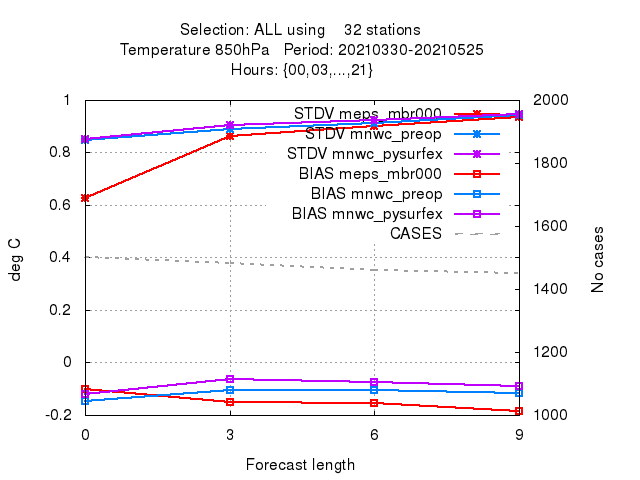 Selection: ALL using    32 stations
Temperature 850hPa   Period: 20210330-20210525
Hours: {00,03,...,21}
1 STDV meps_mbr000 2000
STDV mnwc_preop
0.8 STDV mnwc_pysurfex 1800
BIAS meps_mbr000
0.6 BIAS mnwc_preop 1600
BIAS mnwc_pysurfex
CASES
0.4 1400
0.2
0 1200
-0.2 1000
deg C
No cases
0 3 6 9
Forecast length